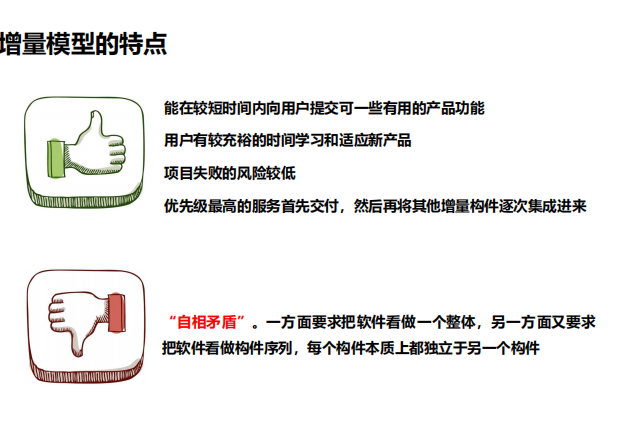 增量模型的特点
能在较短时间内向用户提交可一些有用的产品功能
用户有较充裕的时间学习和适应新产品
项目失败的风险较低
优先级最高的服务首先交付，然后再将其他增量构件逐次集成进来
“自相矛盾”。一方面要求把软件看做一个整体，另一方面又要求
把软件看做构件序列，每个构件本质上都独立于另一个构件